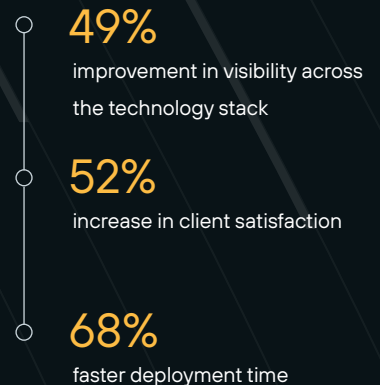 49%
improvement in visibility across
the technology stack
52%
increase in client satisfaction
68%
faster deployment time